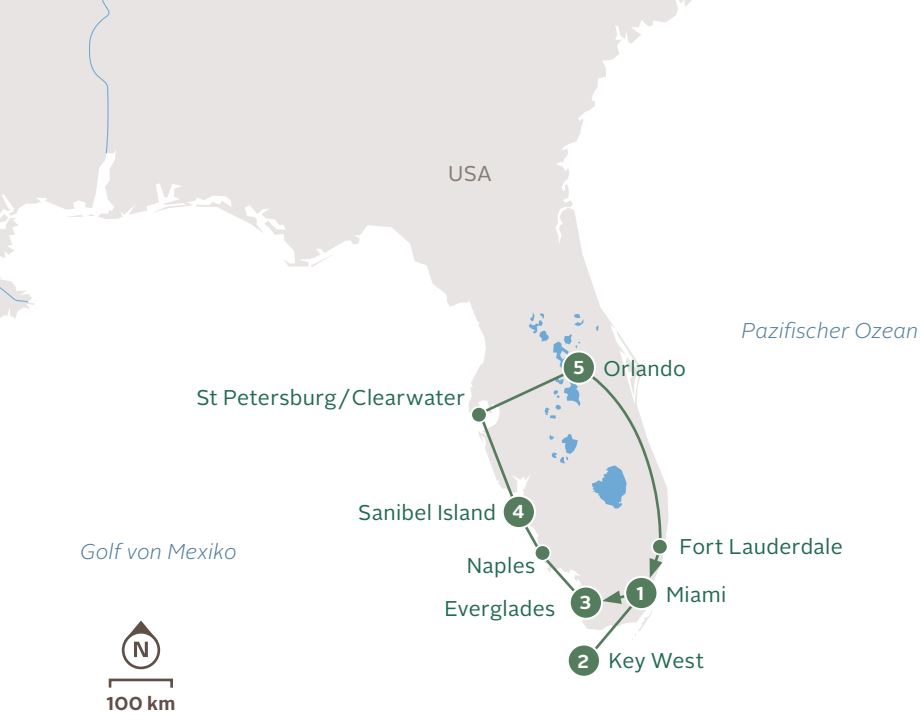 USA
Pazifischer Ozean
5 Orlando
St Petersburg/Clearwater
Sanibel Island 4
Golf von Mexiko
Fort Lauderdale
Naples
1 Miami
Everglades 3
2 Key West
N
100 km